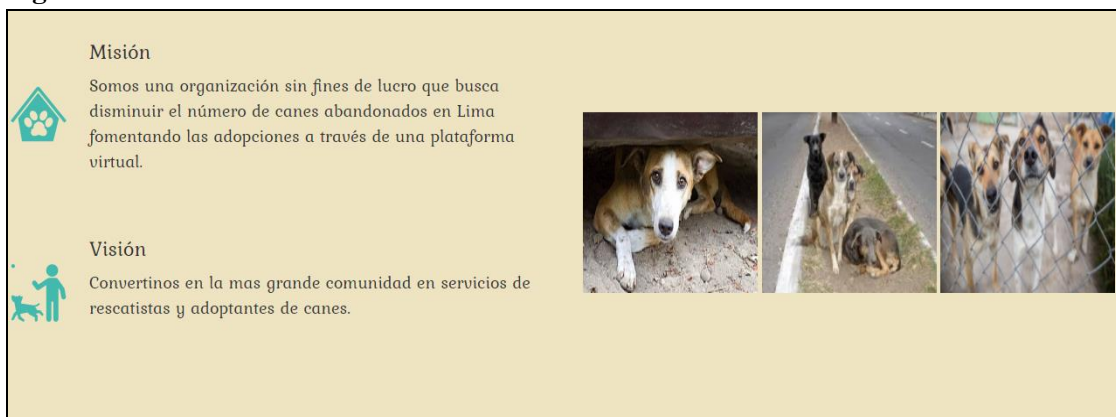 Misión
Somos una organización sin fines de lucro que busca
disminuir el número de canes abandonados en Lima
fomentando las adopciones a través de una plataforma
virtual.
Visión
Convertinos en la mas grande comunidad en servicios de
rescatistas y adoptantes de canes.